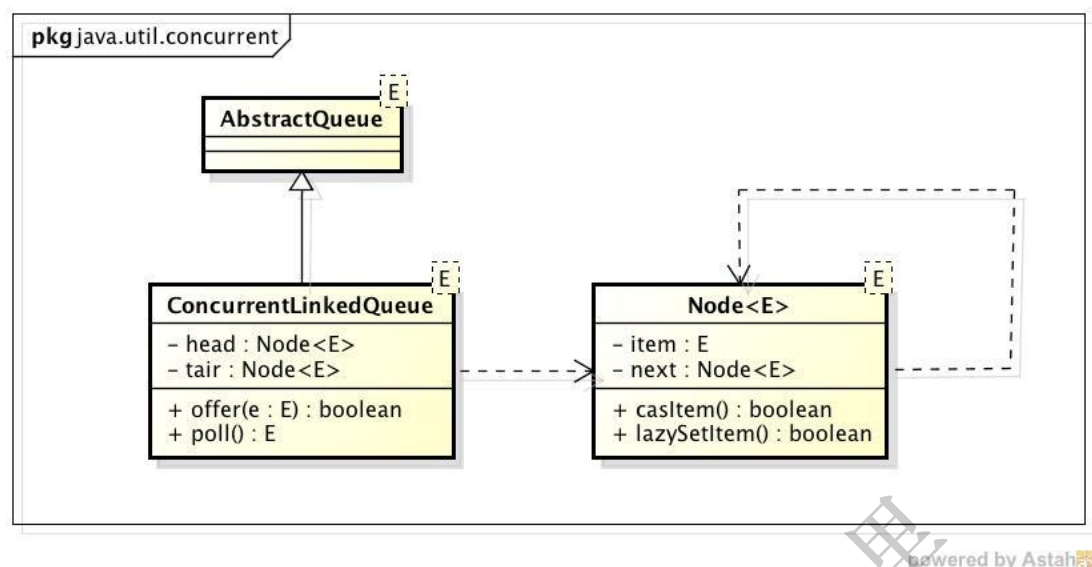 pkg java.util.concurrent
E
AbstractQueue
E
ConcurrentLinkedQueue
- head : Node<E>
- tair : Node<E>
+ offer(e : E) : boolean
+ poll() : E
E
Node<E>
- item : E
- next : Node<E>
+ casItem() : boolean
+ lazySetItem() : boolean
powered by Astah